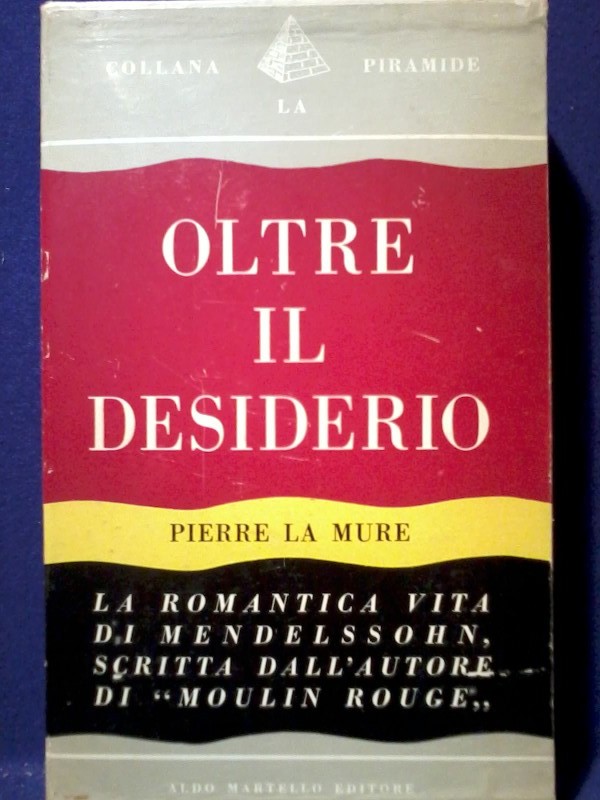 COLLANA PIRAMIDE
LA
OLTRE
IL
DESIDERIO
PIERRE LA MURE
LA ROMANTICA VITA
DI MENDELSSOHN,
SCRITTA DALL'AUTORE
DI “MOULIN ROUGE„
ALDO MARTELLO EDITORE